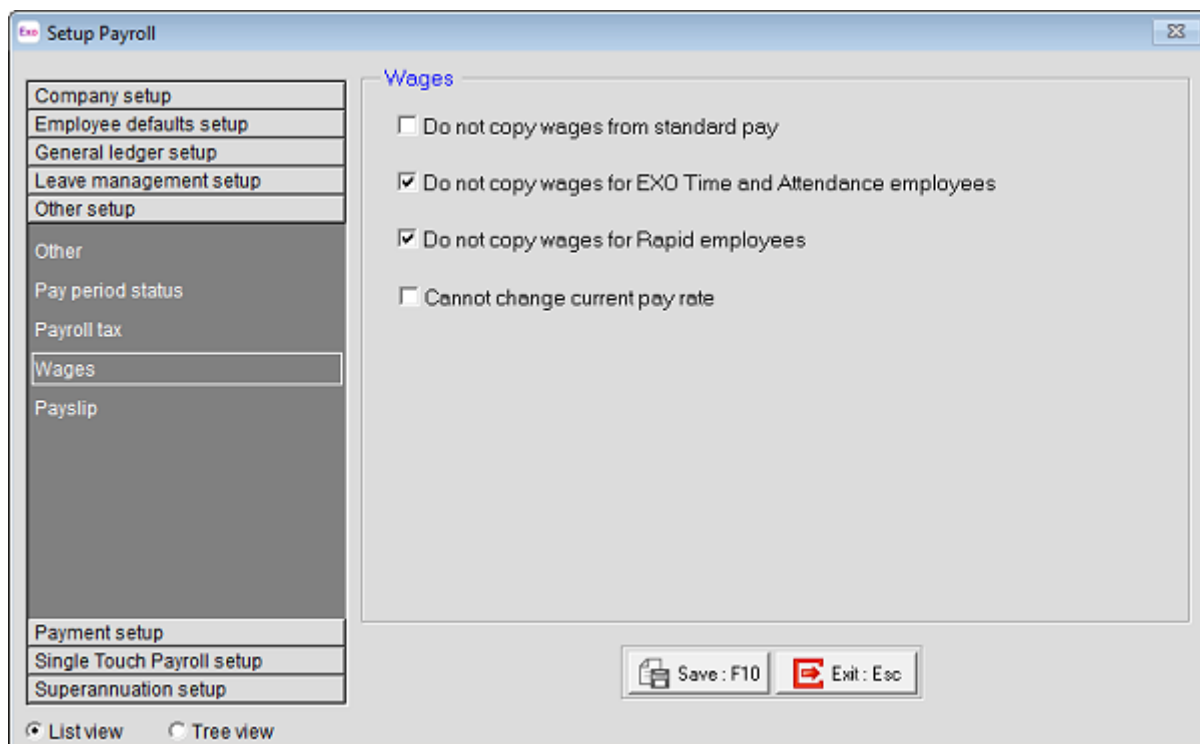 Exo Setup Payroll
Company setup
Employee defaults setup
General ledger setup
Leave management setup
Other setup
Other
Pay period status
Payroll tax
Wages
Payslip
Payment setup
Single Touch Payroll setup
Superannuation setup
List view Tree view
Wages
Do not copy wages from standard pay
Do not copy wages for EXO Time and Attendance employees
Do not copy wages for Rapid employees
Cannot change current pay rate
Save : F10 Exit : Esc